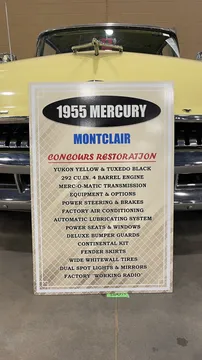 1955 MERCURY
MONTCLAIR
CONCOURS RESTORATION
YUKON YELLOW & TUXEDO BLACK
292 CU.IN. 4 BARREL ENGINE
MERC-O-MATIC TRANSMISSION
EQUIPMENT & OPTIONS
POWER STEERING & BRAKES
FACTORY AIR CONDITIONING
AUTOMATIC LUBRICATING SYSTEM
POWER SEATS & WINDOWS
DELUXE BUMPER GUARDS
CONTINENTAL KIT
FENDER SKIRTS
WIDE WHITEWALL TIRES
DUAL SPOT LIGHTS & MIRRORS
FACTORY 'WORKING RADIO'